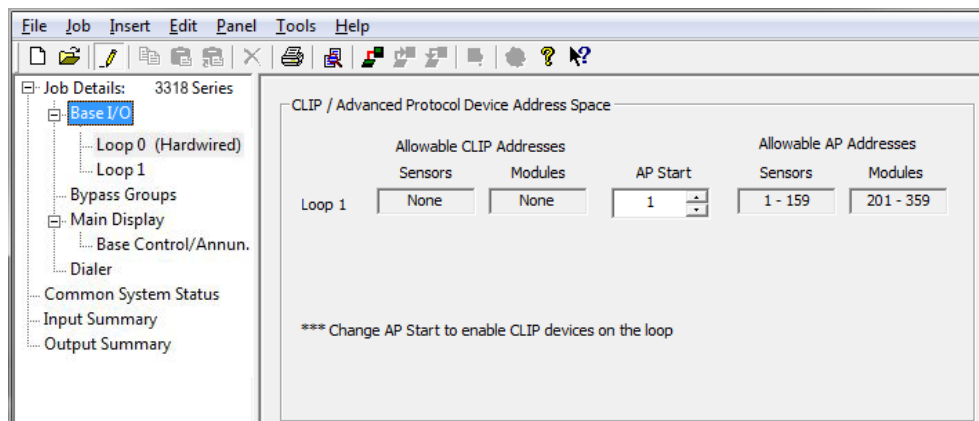 File Job Insert Edit Panel Tools Help
Job Details: 3318 Series
Base I/O
Loop 0 (Hardwired)
Loop 1
Bypass Groups
Main Display
Base Control/Annun.
Dialer
Common System Status
Input Summary
Output Summary
CLIP / Advanced Protocol Device Address Space
Allowable CLIP Addresses Allowable AP Addresses
Sensors Modules AP Start Sensors Modules
Loop 1 None None 1 1 - 159 201 - 359
*** Change AP Start to enable CLIP devices on the loop